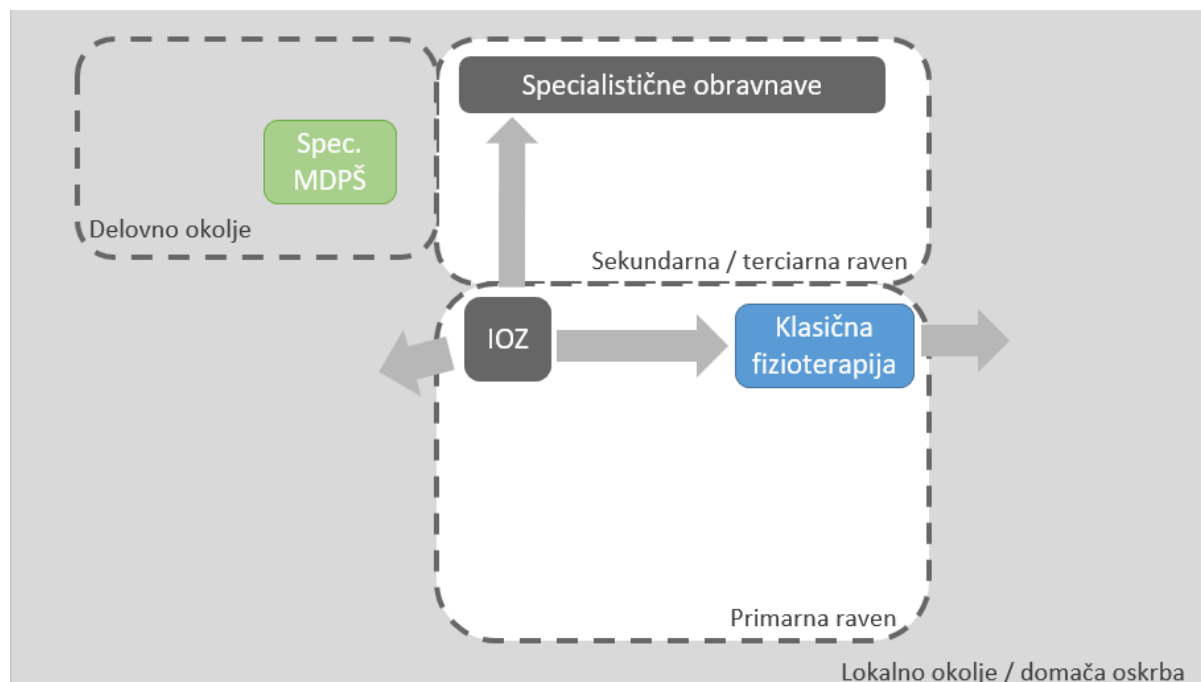 Specialistične obravnave
Spec.
MDPŠ
Delovno okolje
Sekundarna / terciarna raven
IOZ
Klasična
fizioterapija
Primarna raven
Lokalno okolje / domača oskrba